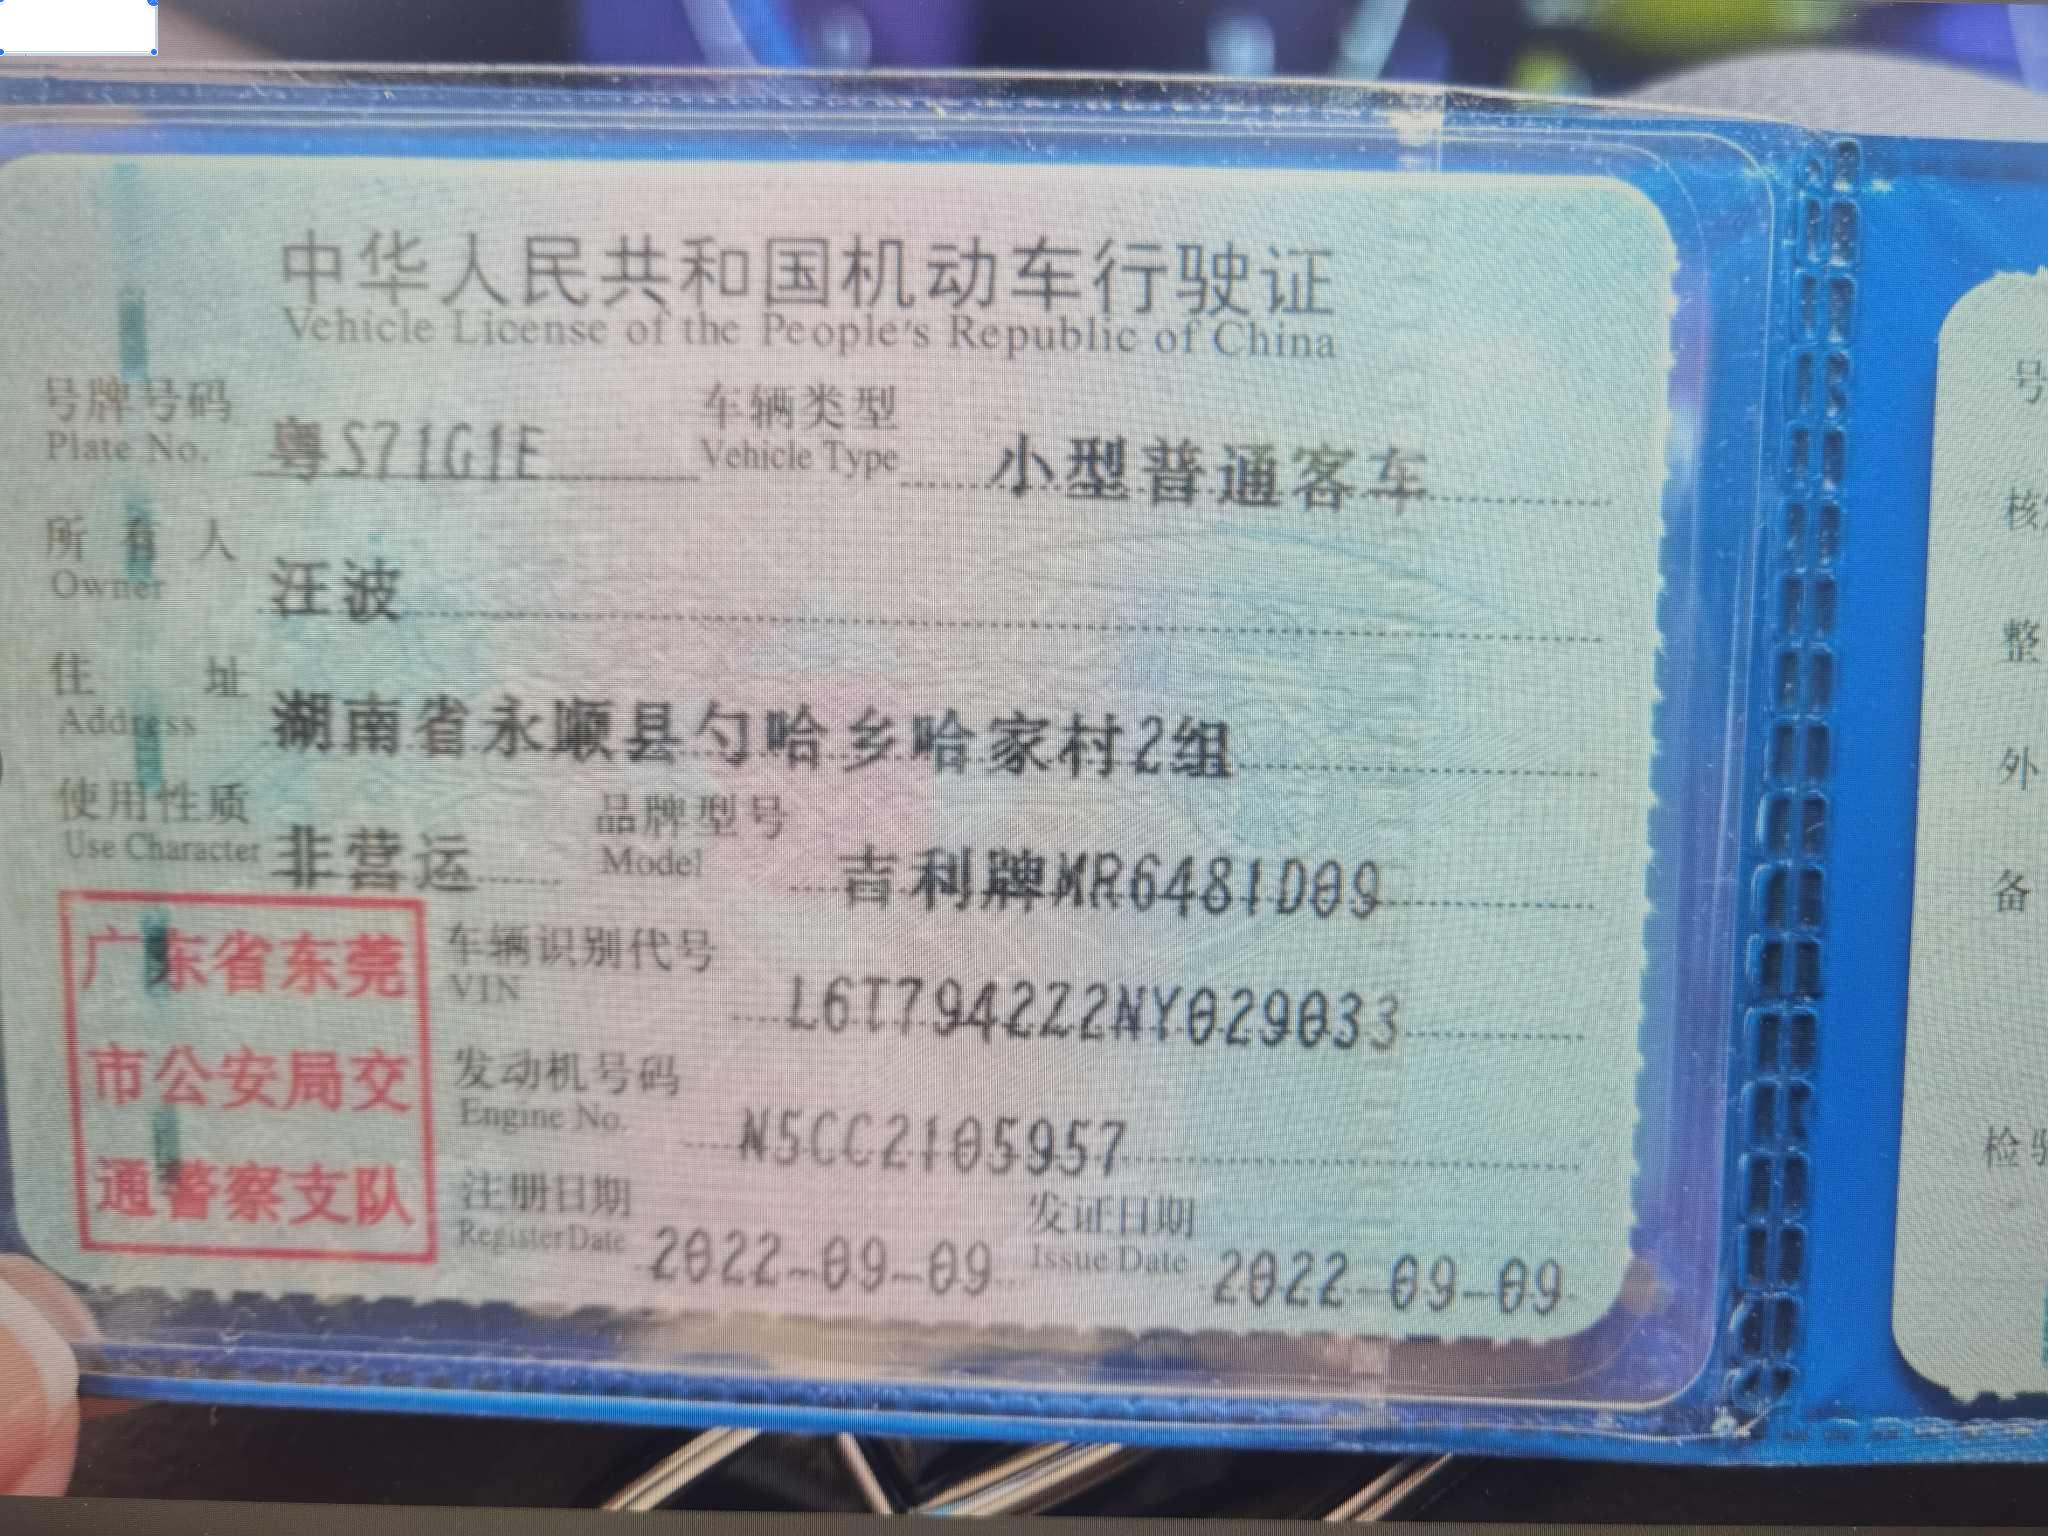 中华人民共和国机动车行驶证
Vehicle License of the People's Republic of China
号牌号码 粤S71G1E 车辆类型 小型普通客车
Plate No. Vehicle Type
所有人 汪波
Owner
住址 湖南省永顺县勺哈乡哈家村2组
Address
使用性质 非营运 品牌型号 吉利牌MR6481D09
Use Character Model
广东省东莞
市公安局交
通警察支队
车辆识别代号 L6T7942Z2NY029033
VIN
发动机号码 N5CC2105957
Engine No.
注册日期 2022-09-09 发证日期 2022-09-09
Register Date Issue Date
号
核
整
外
备
检验